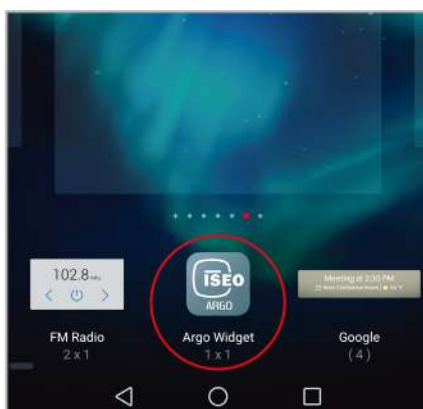 102.8 MHz
Meeting at 2:30 PM
ISEO
ARGO
FM Radio
Argo Widget
Google
2 x 1
1 x 1
(4)